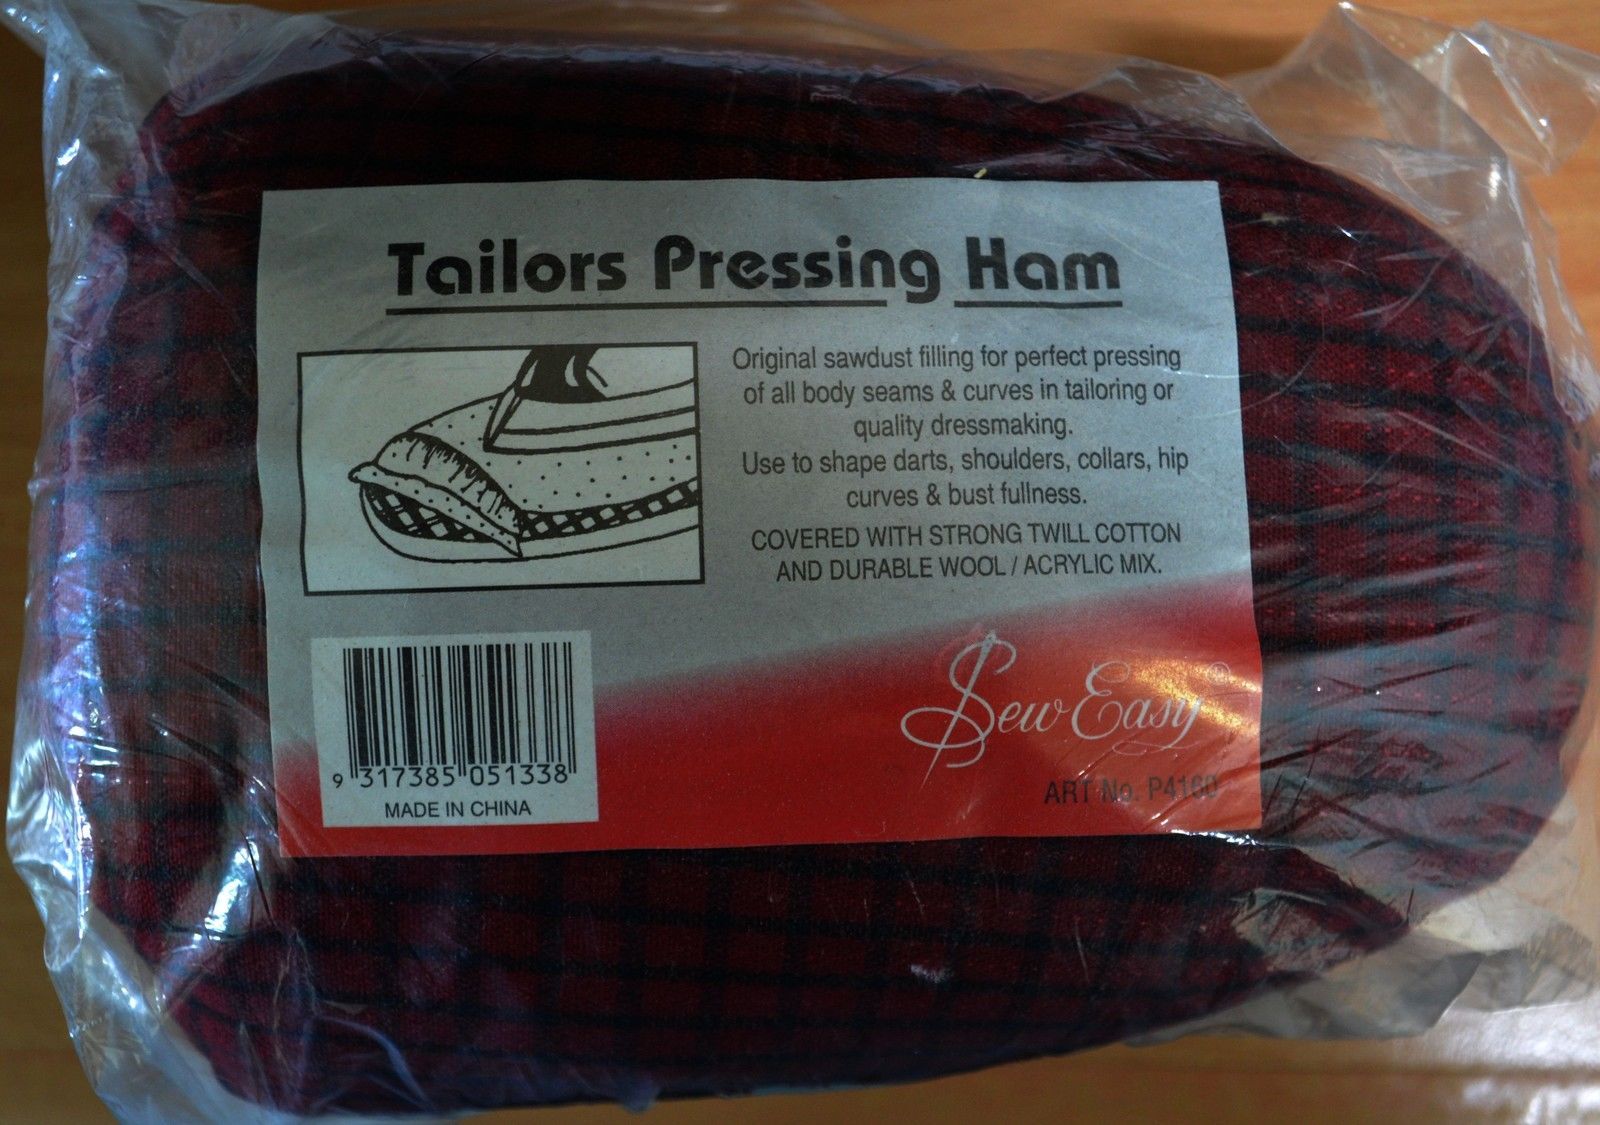 Tailors Pressing Ham
Original sawdust filling for perfect pressing
of all body seams & curves in tailoring or
quality dressmaking.
Use to shape darts, shoulders, collars, hip
curves & bust fullness.
COVERED WITH STRONG TWILL COTTON
AND DURABLE WOOL / ACRYLIC MIX.
9 317385 051338
MADE IN CHINA
Sew Easy®
ART No. P4160